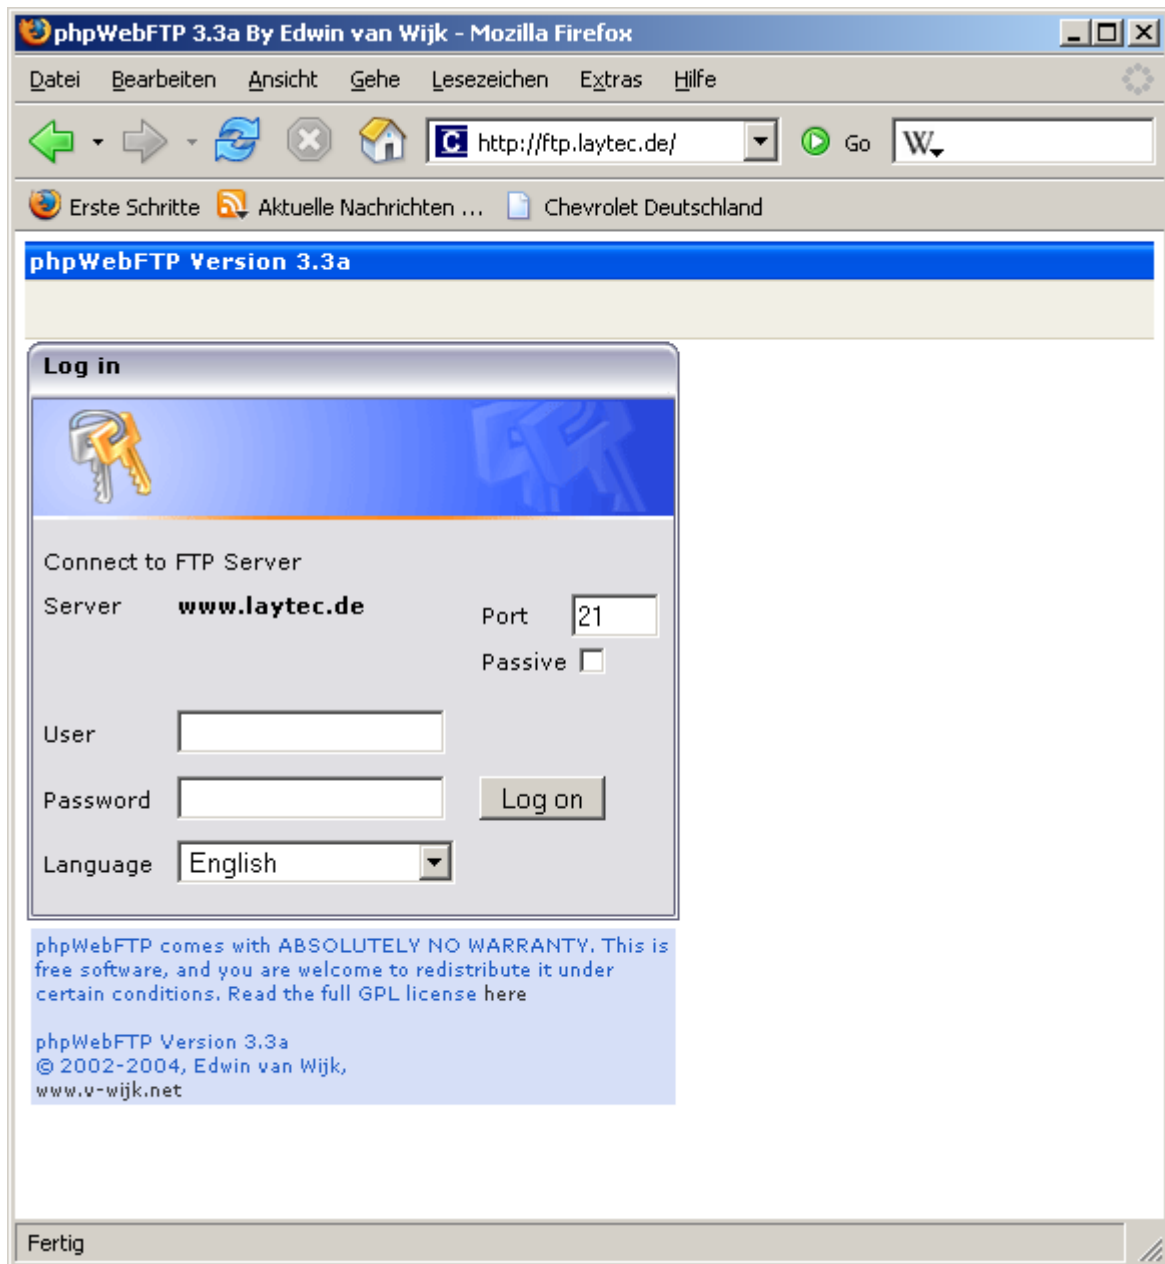 phpWebFTP 3.3a By Edwin van Wijk - Mozilla Firefox
Datei Bearbeiten Ansicht Gehe Lesezeichen Extras Hilfe
C http://ftp.laytec.de/ Go W
Erste Schritte Aktuelle Nachrichten ... Chevrolet Deutschland
phpWebFTP Version 3.3a
Log in
Connect to FTP Server
Server www.laytec.de Port 21
Passive
User
Password Log on
Language English
phpWebFTP comes with ABSOLUTELY NO WARRANTY. This is
free software, and you are welcome to redistribute it under
certain conditions. Read the full GPL license here
phpWebFTP Version 3.3a
© 2002-2004, Edwin van Wijk,
www.v-wijk.net
Fertig